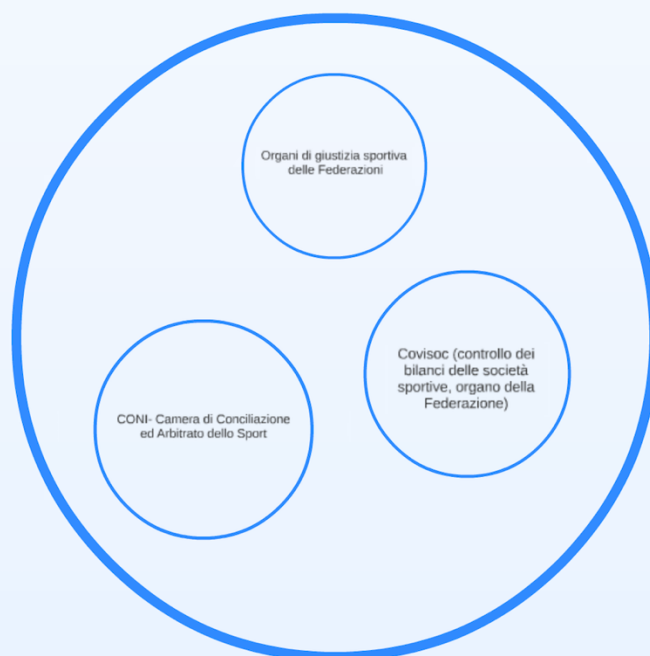 Organi di giustizia sportiva
delle Federazioni
Covisoc (controllo dei
bilanci delle società
sportive, organo della
Federazione)
CONI- Camera di Conciliazione
ed Arbitrato dello Sport